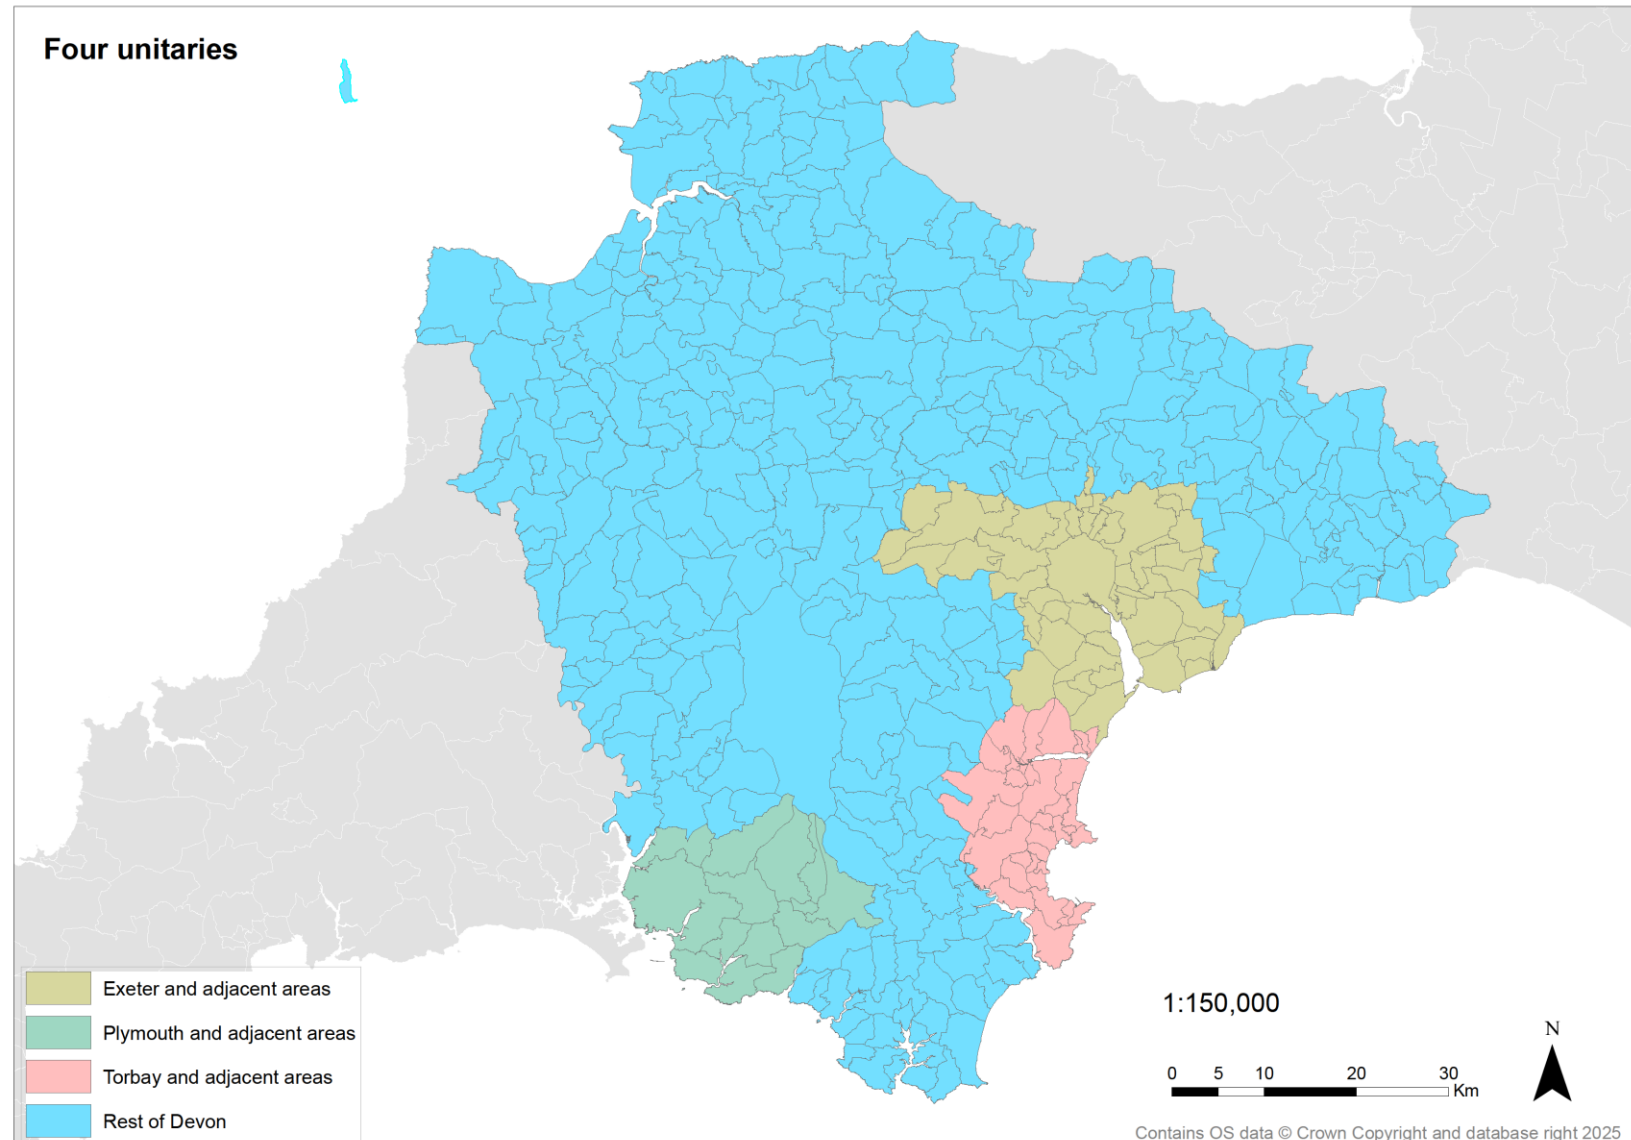 Four unitaries
Exeter and adjacent areas
Plymouth and adjacent areas
Torbay and adjacent areas
Rest of Devon
1:150,000
N
0 5 10 20 30
Km
Contains OS data © Crown Copyright and database right 2025